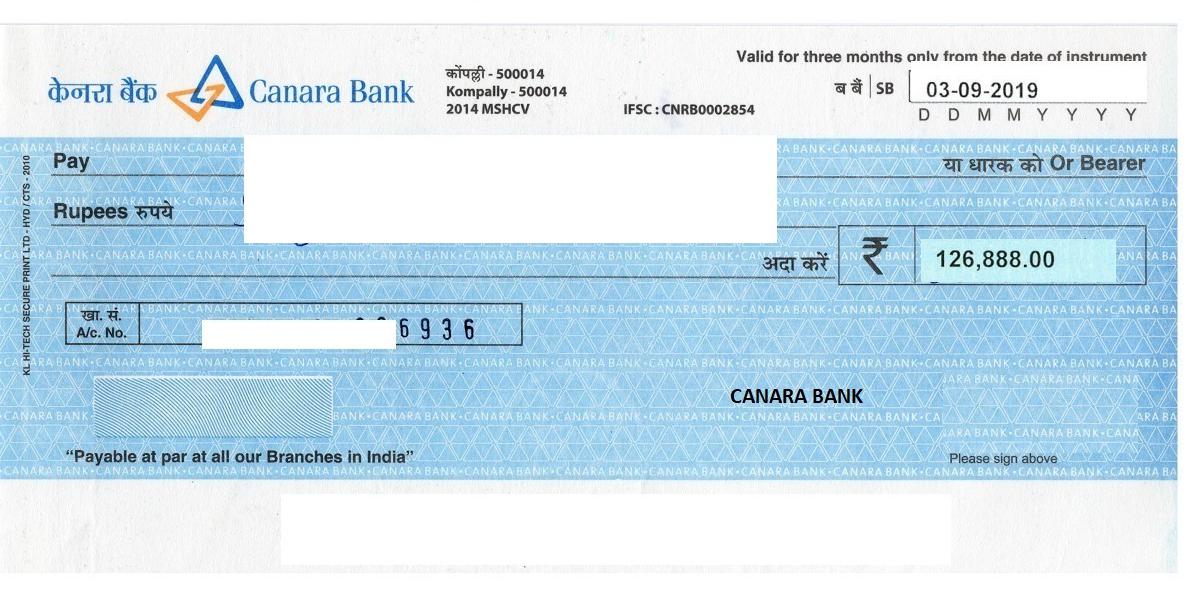 Valid for three months only from the date of instrument
केनरा बैंक Canara Bank
कोंपल्ली - 500014
Kompally - 500014
2014 MSHCV
IFSC : CNRB0002854
ब बैं SB 03-09-2019
D D M M Y Y Y Y
Pay
या धारक को Or Bearer
Rupees रुपये
अदा करें ₹ 126,888.00
खा. सं.
A/c. No.
6936
KL HI-TECH SECURE PRINT LTD - HYD / CTS - 2010
CANARA BANK
"Payable at par at all our Branches in India"
Please sign above